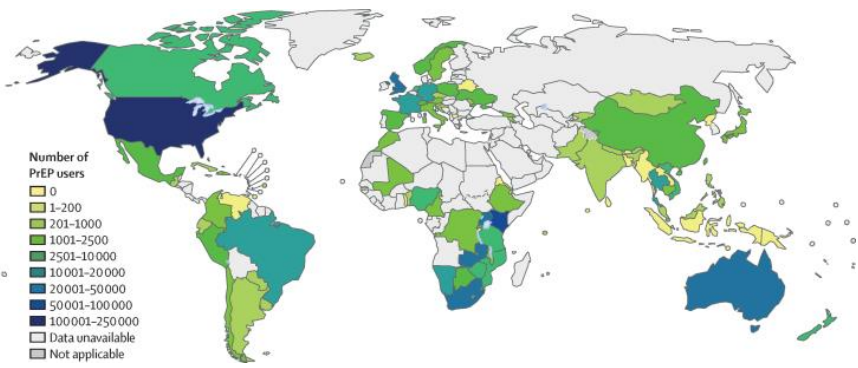 Number of
PrEP users
0
1–200
201–1000
1001–2500
2501–10 000
10 001–20 000
20 001–50 000
50 001–100 000
100 001–250 000
Data unavailable
Not applicable